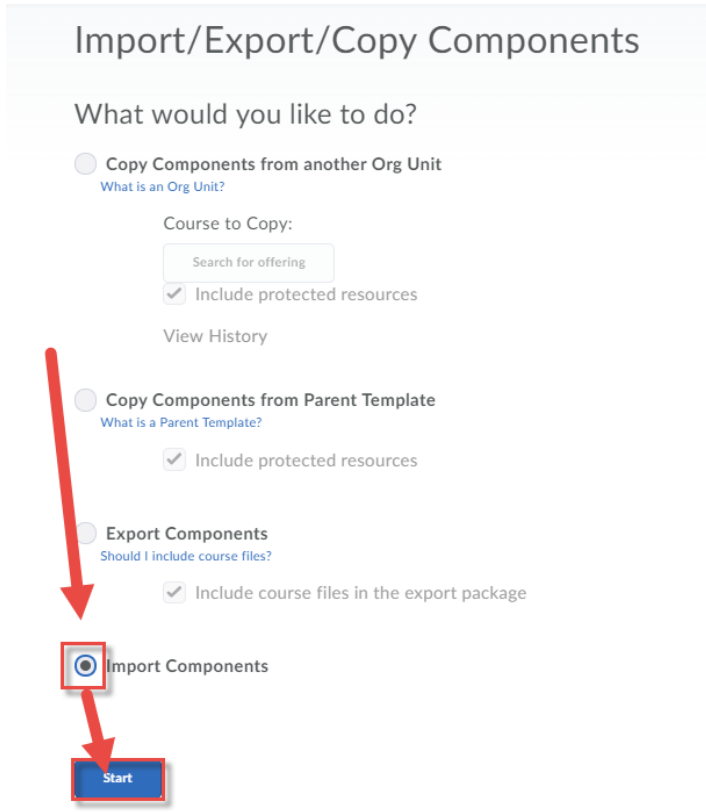 Import/Export/Copy Components
What would you like to do?
Copy Components from another Org Unit
What is an Org Unit?
Course to Copy:
Search for offering
Include protected resources
View History
Copy Components from Parent Template
What is a Parent Template?
Include protected resources
Export Components
Should I include course files?
Include course files in the export package
Import Components
Start